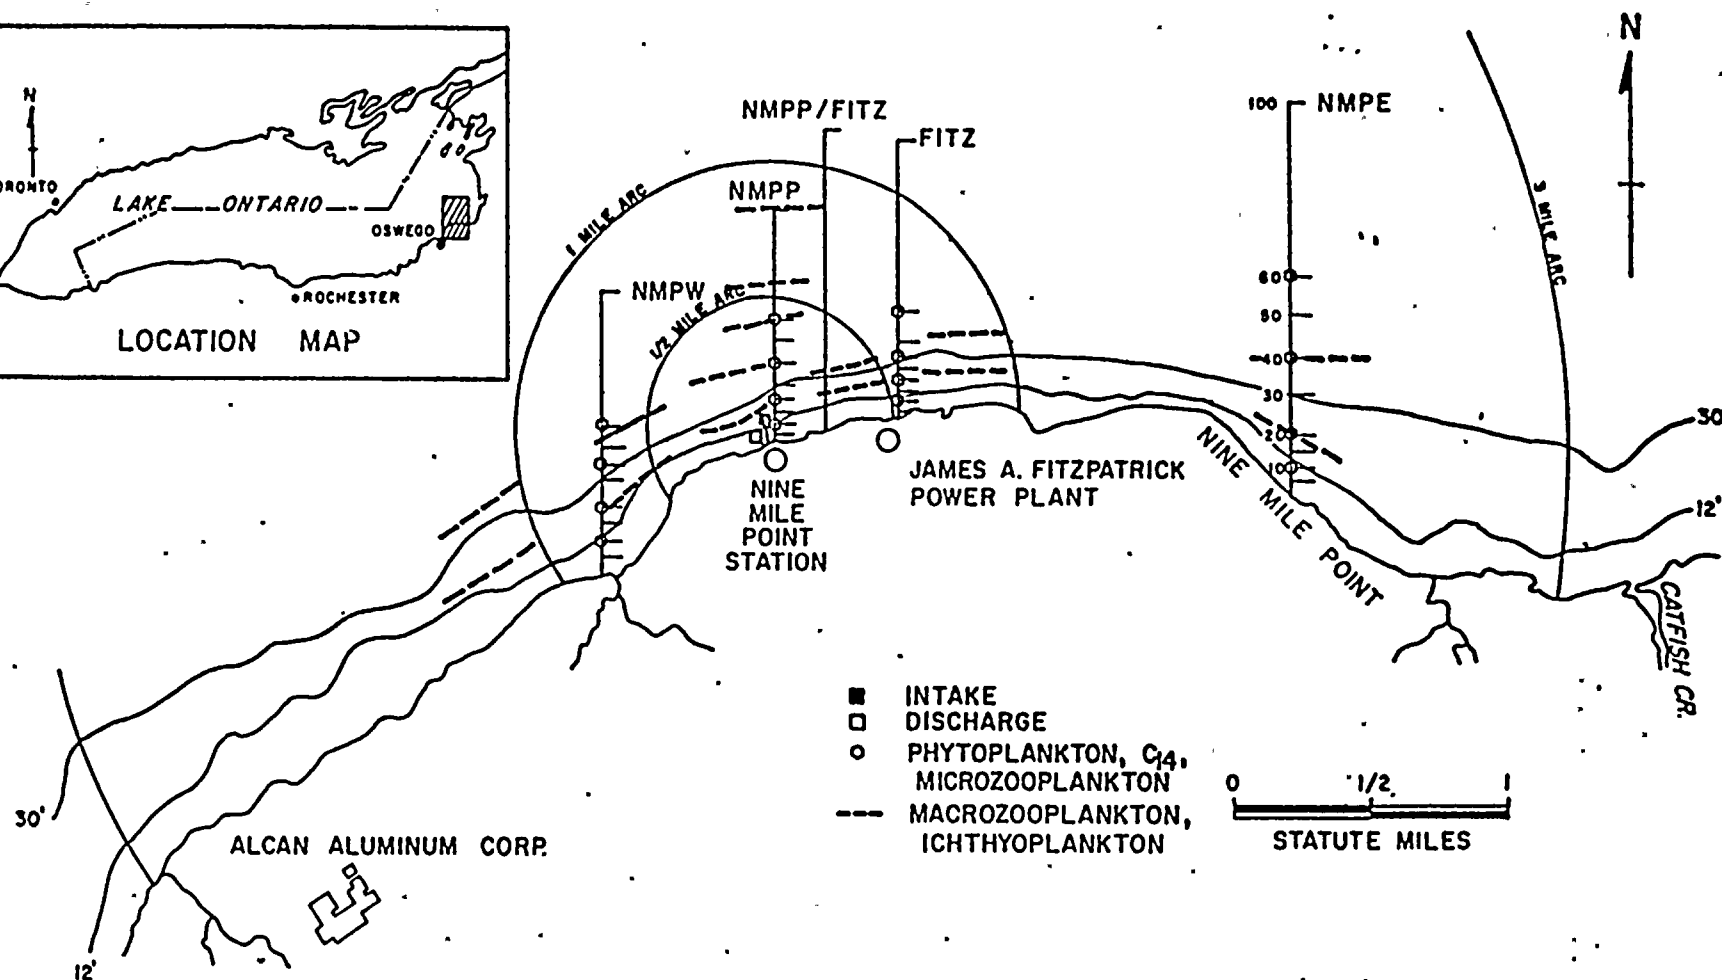 N
LAKE ONTARIO
OSWEGO
ROCHESTER
LOCATION MAP
NMPP/FITZ
FITZ
100 NMPE
N
1 MILE ARC
NMPP
3 MILE ARC
NMPW
1/2 MILE ARC
60
50
40
30
20
10
30
12'
NINE
MILE
POINT
STATION
JAMES A. FITZPATRICK
POWER PLANT
NINE MILE POINT
CATFISH CR.
INTAKE
DISCHARGE
PHYTOPLANKTON, C14,
MICROZOOPLANKTON
MACROZOOPLANKTON,
ICHTHYOPLANKTON
0 1/2 1
STATUTE MILES
30'
ALCAN ALUMINUM CORP.
12'